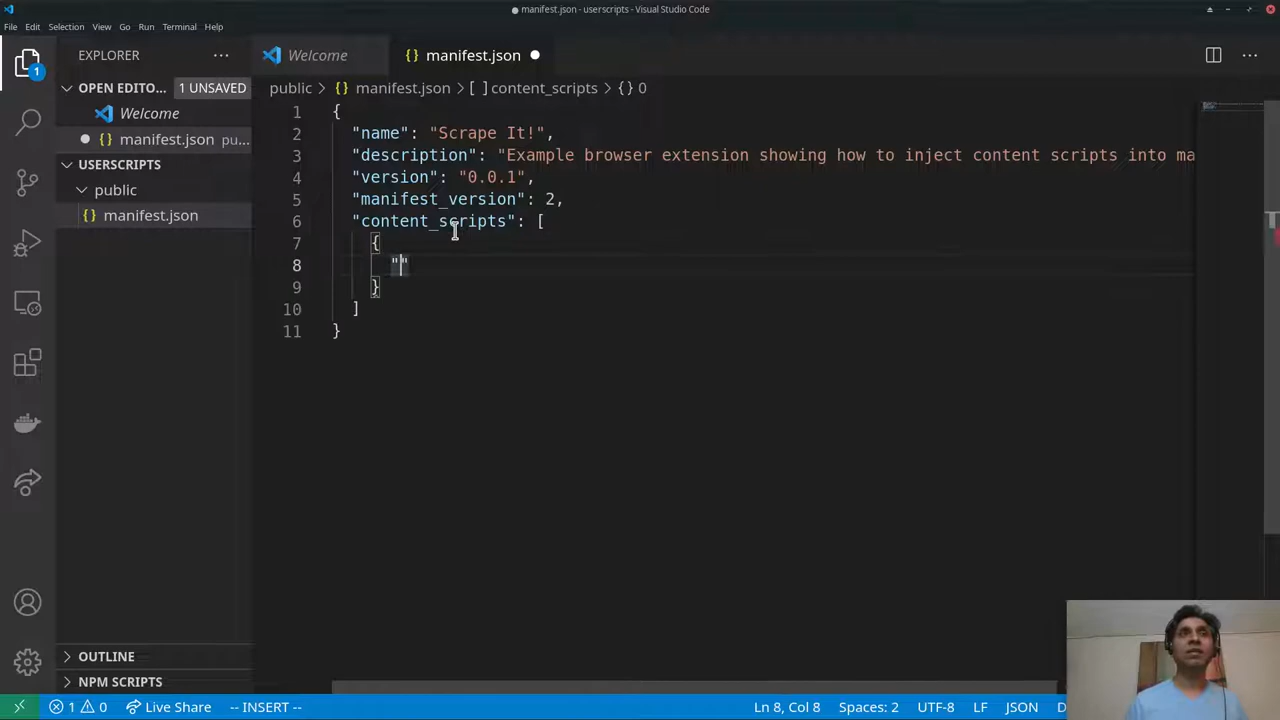 manifest.json - userscripts - Visual Studio Code
File Edit Selection View Go Run Terminal Help
EXPLORER
1
OPEN EDITO... 1 UNSAVED
Welcome
manifest.json pu...
USERSCRIPTS
public
manifest.json
OUTLINE
NPM SCRIPTS
Welcome
{} manifest.json
public > {} manifest.json > [ ] content_scripts > {} 0
1 {
2 "name": "Scrape It!",
3 "description": "Example browser extension showing how to inject content scripts into ma
4 "version": "0.0.1",
5 "manifest_version": 2,
6 "content_scripts": [
7 {
8 ""
9 }
10 ]
11 }
1 0 Live Share -- INSERT -- Ln 8, Col 8 Spaces: 2 UTF-8 LF JSON